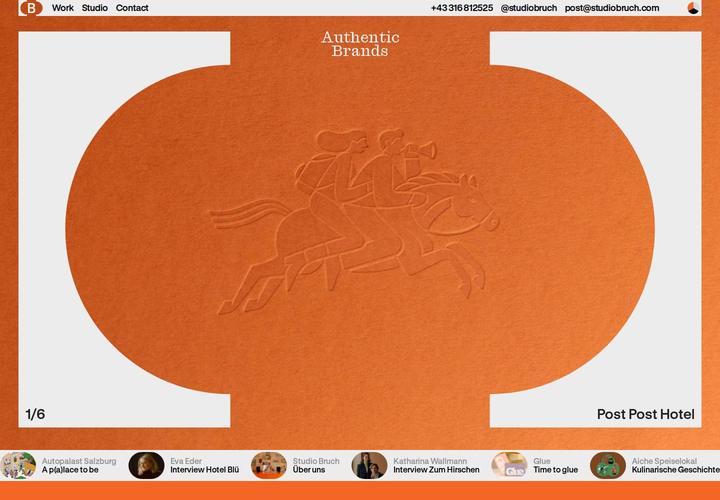 B Work Studio Contact +43 316 812525 @studiobruch post@studiobruch.com
Authentic
Brands
1/6 Post Post Hotel
Autopalast Salzburg
A p(a)lace to be
Eva Eder
Interview Hotel Blü
Studio Bruch
Über uns
Katharina Wallmann
Interview Zum Hirschen
Glue
Time to glue
Aiche Speiselokal
Kulinarische Geschichte